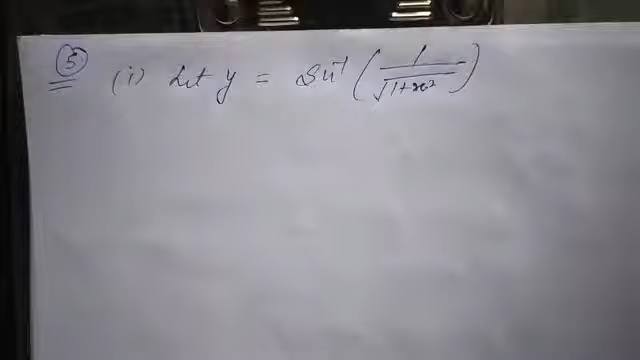 5 (i) Let y = Sin⁻¹ (1/√1+x²)